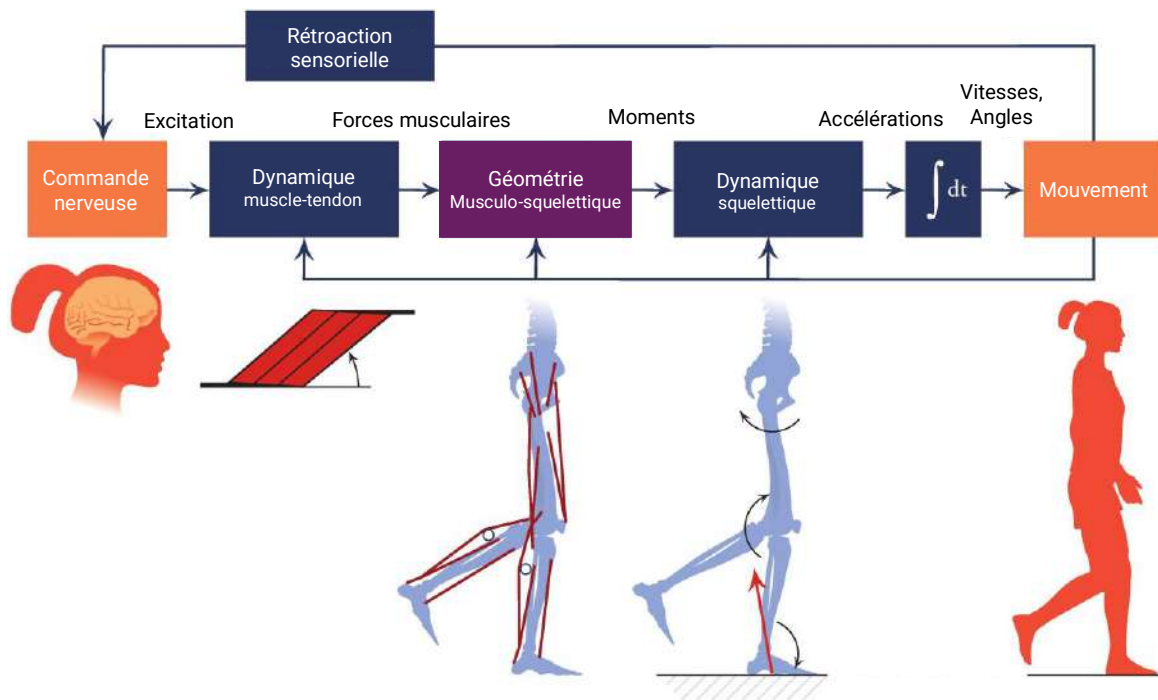 Rétroaction
sensorielle
Excitation
Forces musculaires
Moments
Accélérations
Vitesses,
Angles
Commande
nerveuse
Dynamique
muscle-tendon
Géométrie
Musculo-squelettique
Dynamique
squelettique
∫ dt
Mouvement